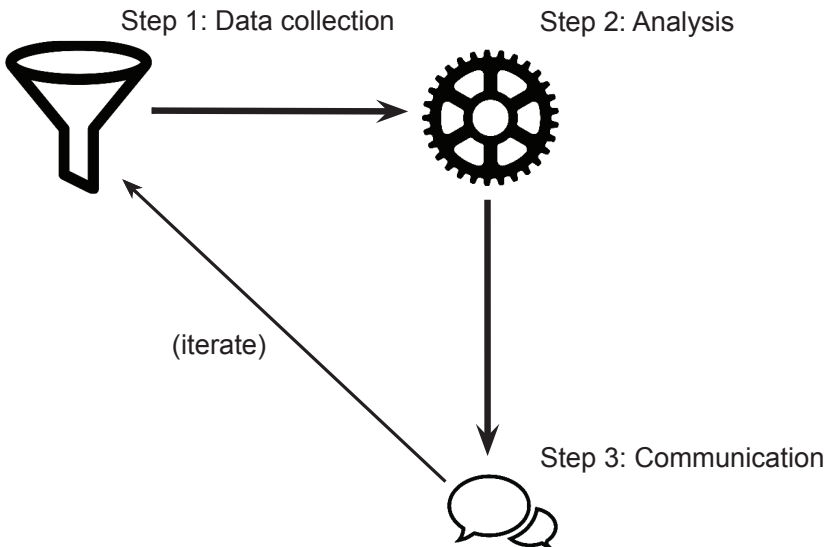 Step 1: Data collection
Step 2: Analysis
(iterate)
Step 3: Communication